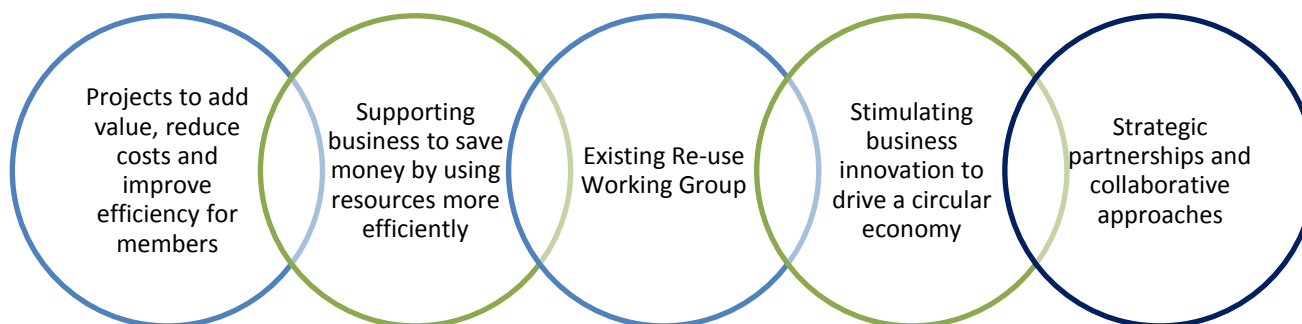 Projects to add
value, reduce
costs and
improve
efficiency for
members
Supporting
business to save
money by using
resources more
efficiently
Existing Re-use
Working Group
Stimulating
business
innovation to
drive a circular
economy
Strategic
partnerships and
collaborative
approaches